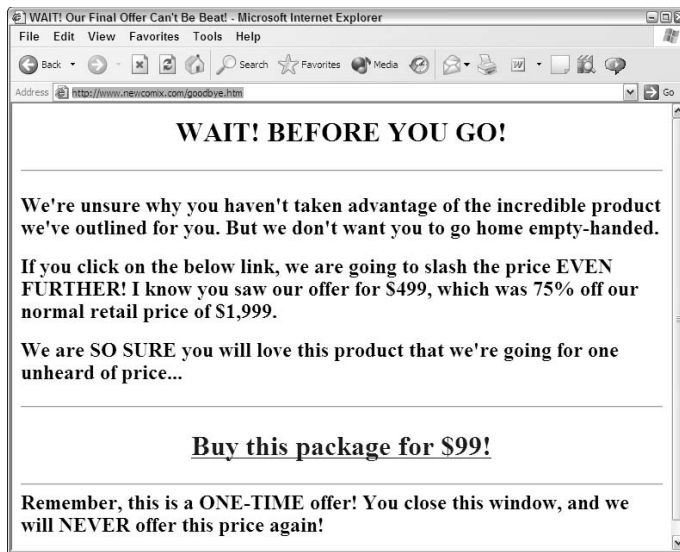 WAIT! Our Final Offer Can't Be Beat! - Microsoft Internet Explorer
File Edit View Favorites Tools Help
Back Search Favorites Media
Address http://www.newcomix.com/goodbye.htm Go
WAIT! BEFORE YOU GO!
We're unsure why you haven't taken advantage of the incredible product
we've outlined for you. But we don't want you to go home empty-handed.
If you click on the below link, we are going to slash the price EVEN
FURTHER! I know you saw our offer for $499, which was 75% off our
normal retail price of $1,999.
We are SO SURE you will love this product that we're going for one
unheard of price...
Buy this package for $99!
Remember, this is a ONE-TIME offer! You close this window, and we
will NEVER offer this price again!